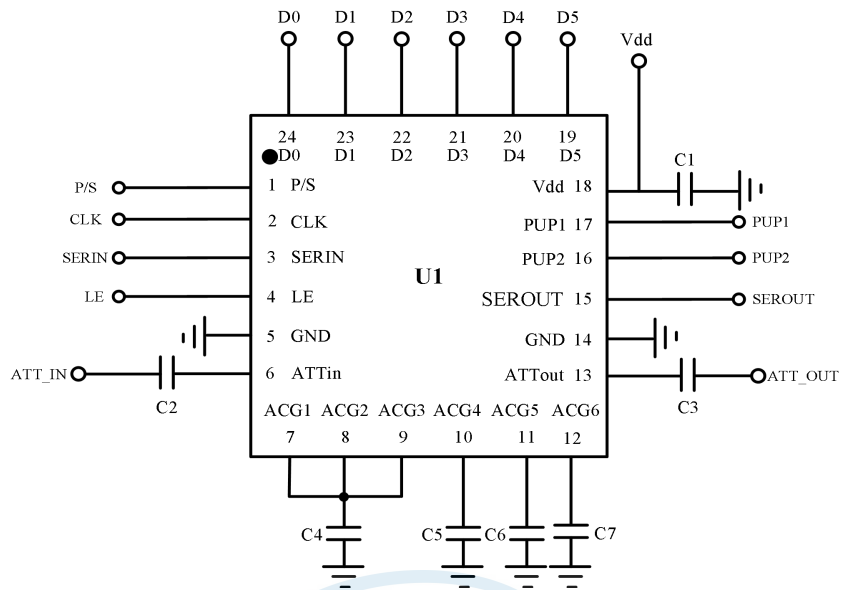 D0 D1 D2 D3 D4 D5
Vdd
24 23 22 21 20 19
D0 D1 D2 D3 D4 D5
C1
P/S 1 P/S Vdd 18
CLK 2 CLK PUP1 17 PUP1
SERIN 3 SERIN PUP2 16 PUP2
U1
LE 4 LE SEROUT 15 SEROUT
5 GND GND 14
ATT_IN 6 ATTin ATTout 13 ATT_OUT
C2 C3
ACG1 ACG2 ACG3 ACG4 ACG5 ACG6
7 8 9 10 11 12
C4 C5 C6 C7